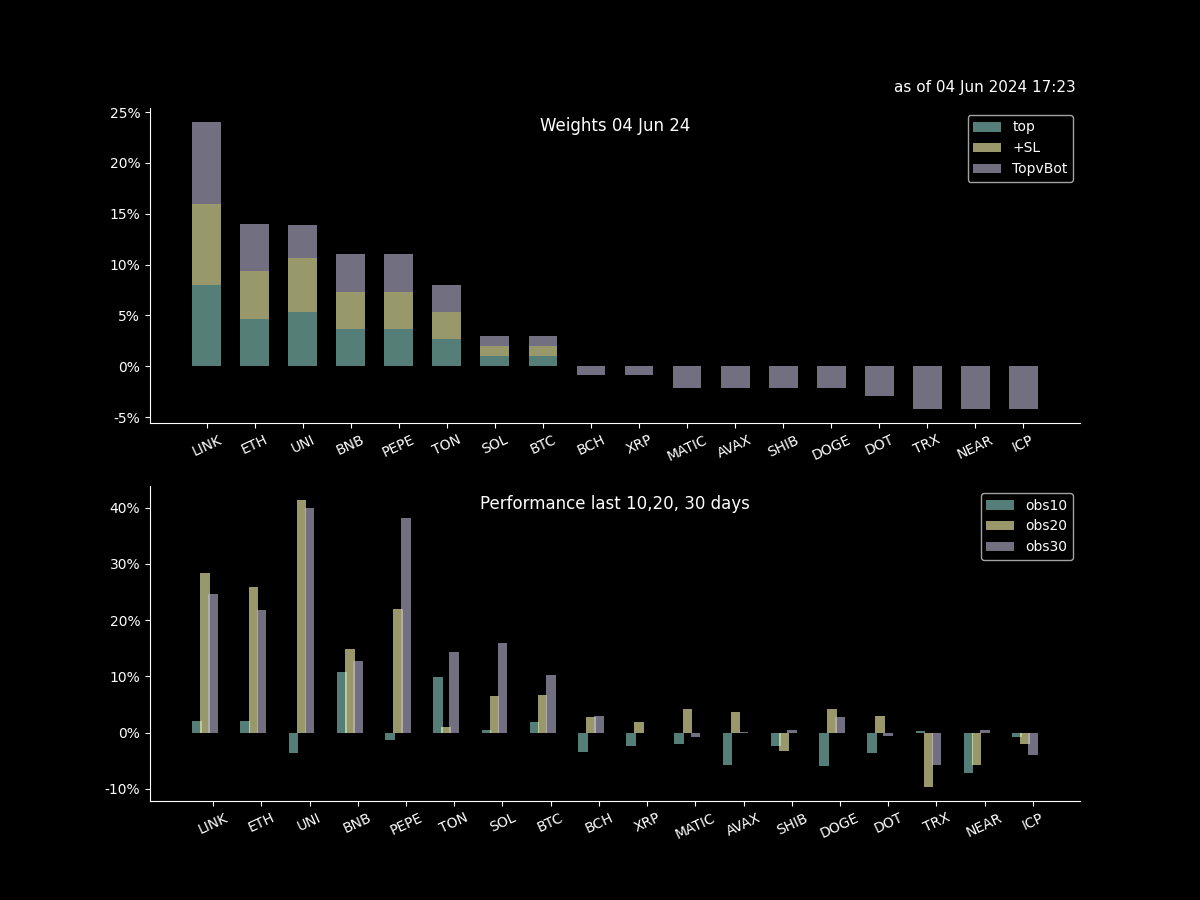 as of 04 Jun 2024 17:23
Weights 04 Jun 24
top
+SL
TopvBot
25%
20%
15%
10%
5%
0%
-5%
LINK ETH UNI BNB PEPE TON SOL BTC BCH XRP MATIC AVAX SHIB DOGE DOT TRX NEAR ICP
Performance last 10,20, 30 days
obs10
obs20
obs30
40%
30%
20%
10%
0%
-10%
LINK ETH UNI BNB PEPE TON SOL BTC BCH XRP MATIC AVAX SHIB DOGE DOT TRX NEAR ICP